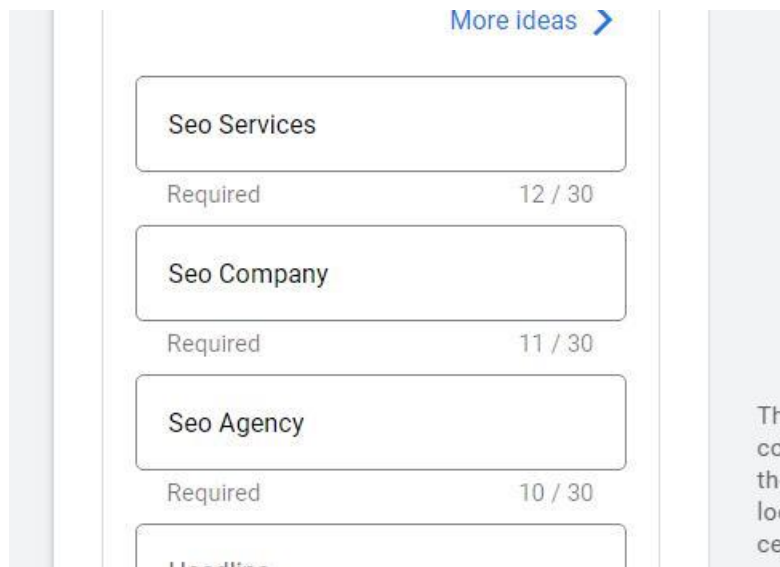 More ideas
Seo Services
Required 12 / 30
Seo Company
Required 11 / 30
Seo Agency
Required 10 / 30